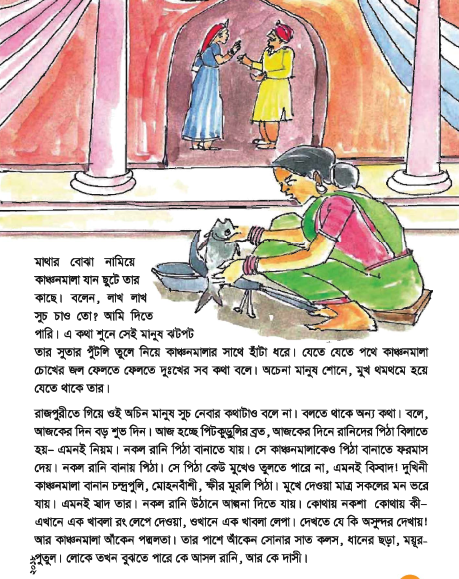 মাথার বোঝা নামিয়ে
কাঞ্চনমালা যান ছুটে তার
কাছে। বলেন, লাখ লাখ
সুচ চাও তো? আমি দিতে
পারি। এ কথা শুনে সেই মানুষ ঝটপট
তার সুতার পুঁটলি তুলে নিয়ে কাঞ্চনমালার সাথে হাঁটা ধরে। যেতে যেতে পথে কাঞ্চনমালা
চোখের জল ফেলতে ফেলতে দুঃখের সব কথা বলে। অচেনা মানুষ শোনে, মুখ থমথমে হয়ে
যেতে থাকে তার।
রাজপুরীতে গিয়ে ওই অচিন মানুষ সুচ নেবার কথাটাও বলে না। বলতে থাকে অন্য কথা। বলে,
আজকের দিন বড় শুভ দিন। আজ হচ্ছে পিটকুড়ুলির ব্রত, আজকের দিনে রানিদের পিঠা বিলাতে
হয়– এমনই নিয়ম। নকল রানি পিঠা বানাতে যায়। সে কাঞ্চনমালাকেও পিঠা বানাতে ফরমাস
দেয়। নকল রানি বানায় পিঠা। সে পিঠা কেউ মুখেও তুলতে পারে না, এমনই বিস্বাদ! দুখিনী
কাঞ্চনমালা বানান চন্দ্রপুলি, মোহনবাঁশী, ক্ষীর মুরলি পিঠা। মুখে দেওয়া মাত্র সকলের মন ভরে
যায়। এমনই স্বাদ তার। নকল রানি উঠানে আল্পনা দিতে যায়। কোথায় নকশা কোথায় কী–
এখানে এক খাবলা রং লেপে দেওয়া, ওখানে এক খাবলা লেপা। দেখতে যে কি অসুন্দর দেখায়!
আর কাঞ্চনমালা আঁকেন পদ্মলতা। তার পাশে আঁকেন সোনার সাত কলস, ধানের ছড়া, ময়ূর-
পুতুল। লোকে তখন বুঝতে পারে কে আসল রানি, আর কে দাসী।